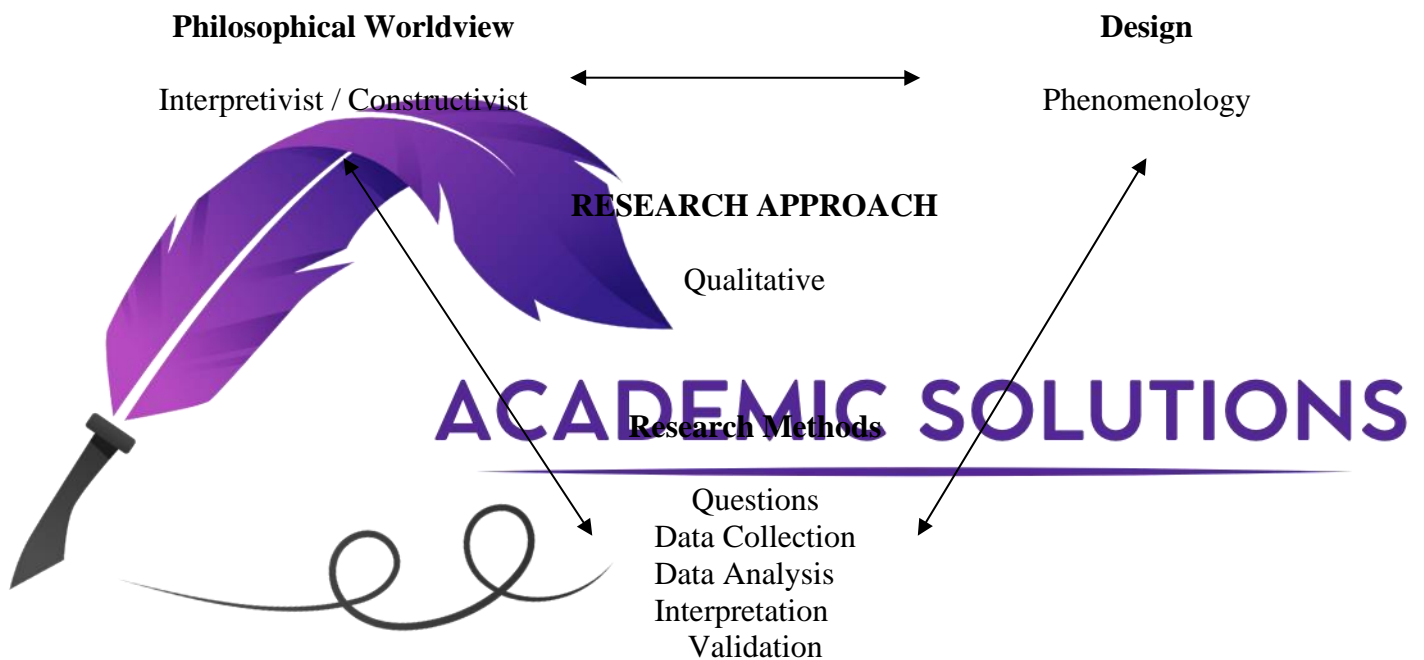 Philosophical Worldview
Design
Interpretivist / Constructivist
Phenomenology
RESEARCH APPROACH
Qualitative
ACADEMIC SOLUTIONS
Research Methods
Questions
Data Collection
Data Analysis
Interpretation
Validation